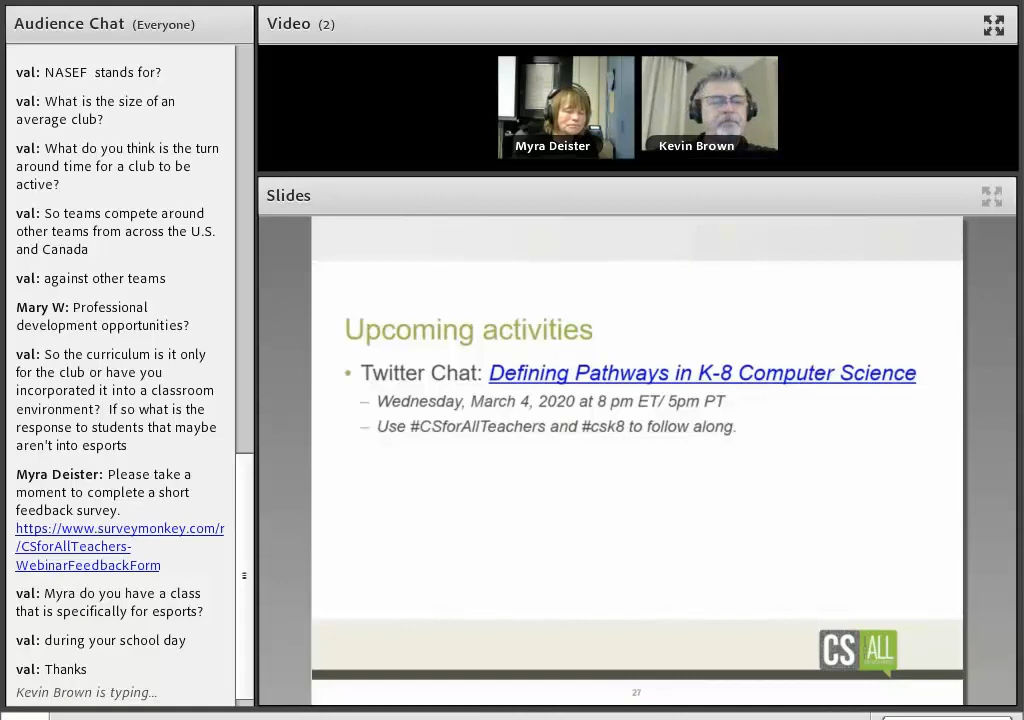 Audience Chat (Everyone)
val: NASEF stands for?
val: What is the size of an
average club?
val: What do you think is the turn
around time for a club to be
active?
val: So teams compete around
other teams from across the U.S.
and Canada
val: against other teams
Mary W: Professional
development opportunities?
val: So the curriculum is it only
for the club or have you
incorporated it into a classroom
environment? If so what is the
response to students that maybe
aren't into esports
Myra Deister: Please take a
moment to complete a short
feedback survey.
https://www.surveymonkey.com/r
/CSforAllTeachers-
WebinarFeedbackForm
val: Myra do you have a class
that is specifically for esports?
val: during your school day
val: Thanks
Kevin Brown is typing...
Video (2)
Myra Deister
Kevin Brown
Slides
Upcoming activities
• Twitter Chat: Defining Pathways in K-8 Computer Science
– Wednesday, March 4, 2020 at 8 pm ET/ 5pm PT
– Use #CSforAllTeachers and #csk8 to follow along.
CS ALL
27